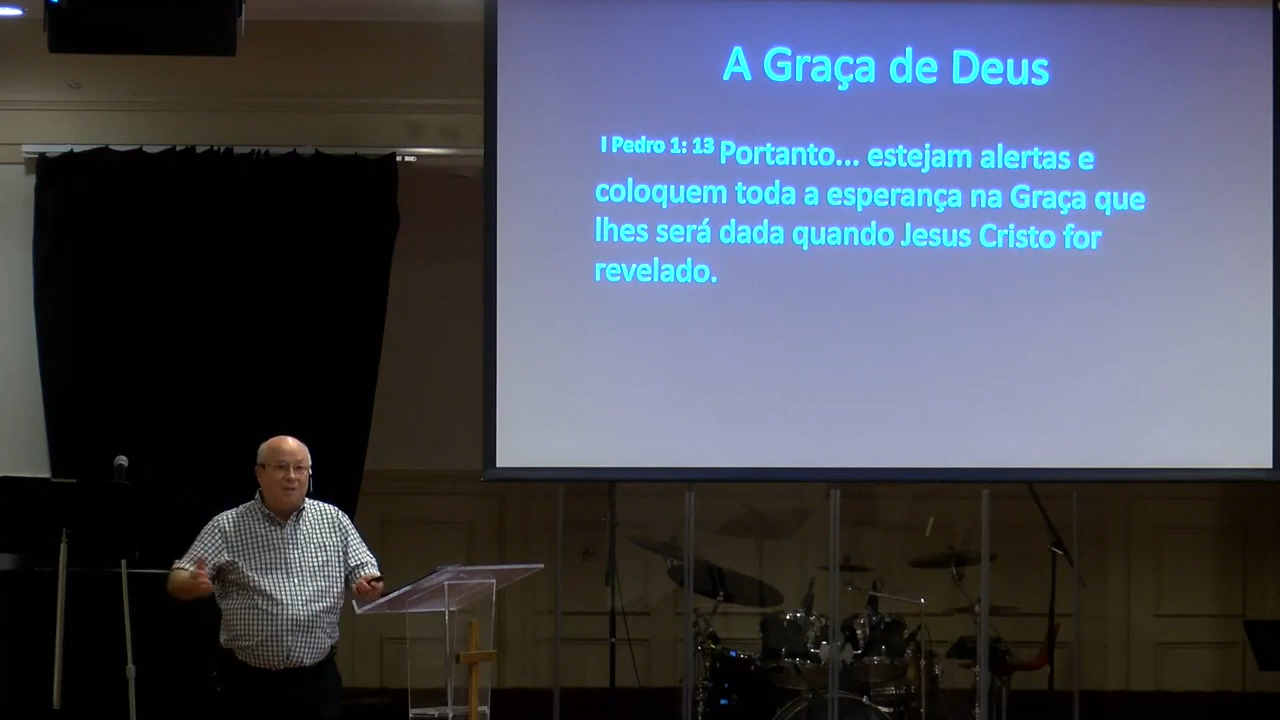 A Graça de Deus
I Pedro 1: 13 Portanto... estejam alertas e
coloquem toda a esperança na Graça que
lhes será dada quando Jesus Cristo for
revelado.